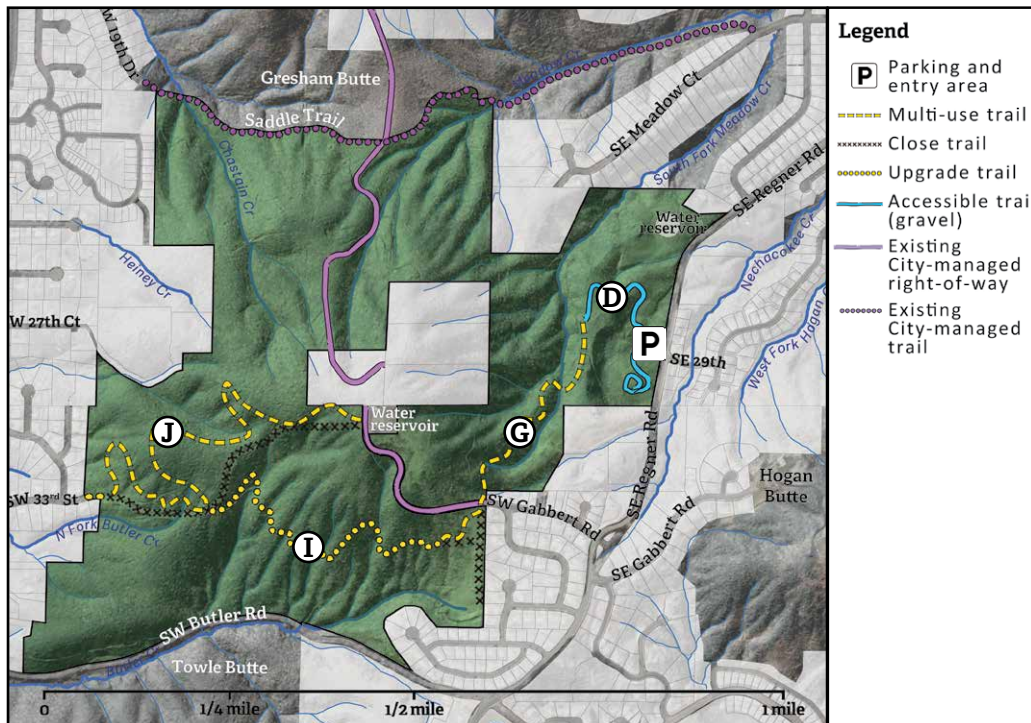 W 19th Dr
Gresham Butte
Saddle Trail
Chastain Cr
SE Meadow Ct
South Fork Meadow Cr
SE Regner Rd
Water
reservoir
Nechacokee Cr
West Fork Hogan
Heiney Cr
W 27th Ct
D
P
SE 29th
J
Water
reservoir
G
SW 33rd St
N Fork Butler Cr
SW Gabbert Rd
SE Regner Rd
Hogan
Butte
SE Gabbert Rd
I
SW Butler Rd
Towle Butte
0
1/4 mile
1/2 mile
1 mile
Legend
P
Parking and
entry area
Multi-use trail
Close trail
Upgrade trail
Accessible trail
(gravel)
Existing
City-managed
right-of-way
Existing
City-managed
trail